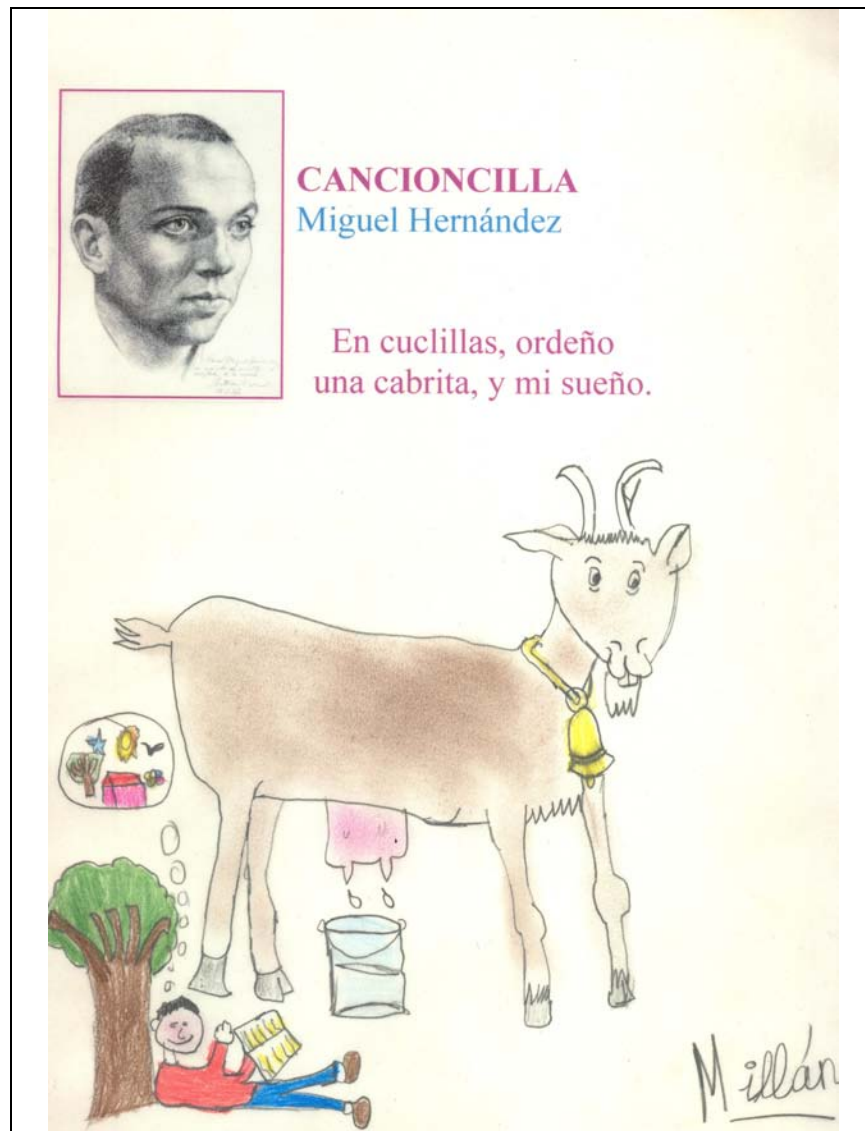 CANCIONCILLA
Miguel Hernández
En cuclillas, ordeño
una cabrita, y mi sueño.
Millán